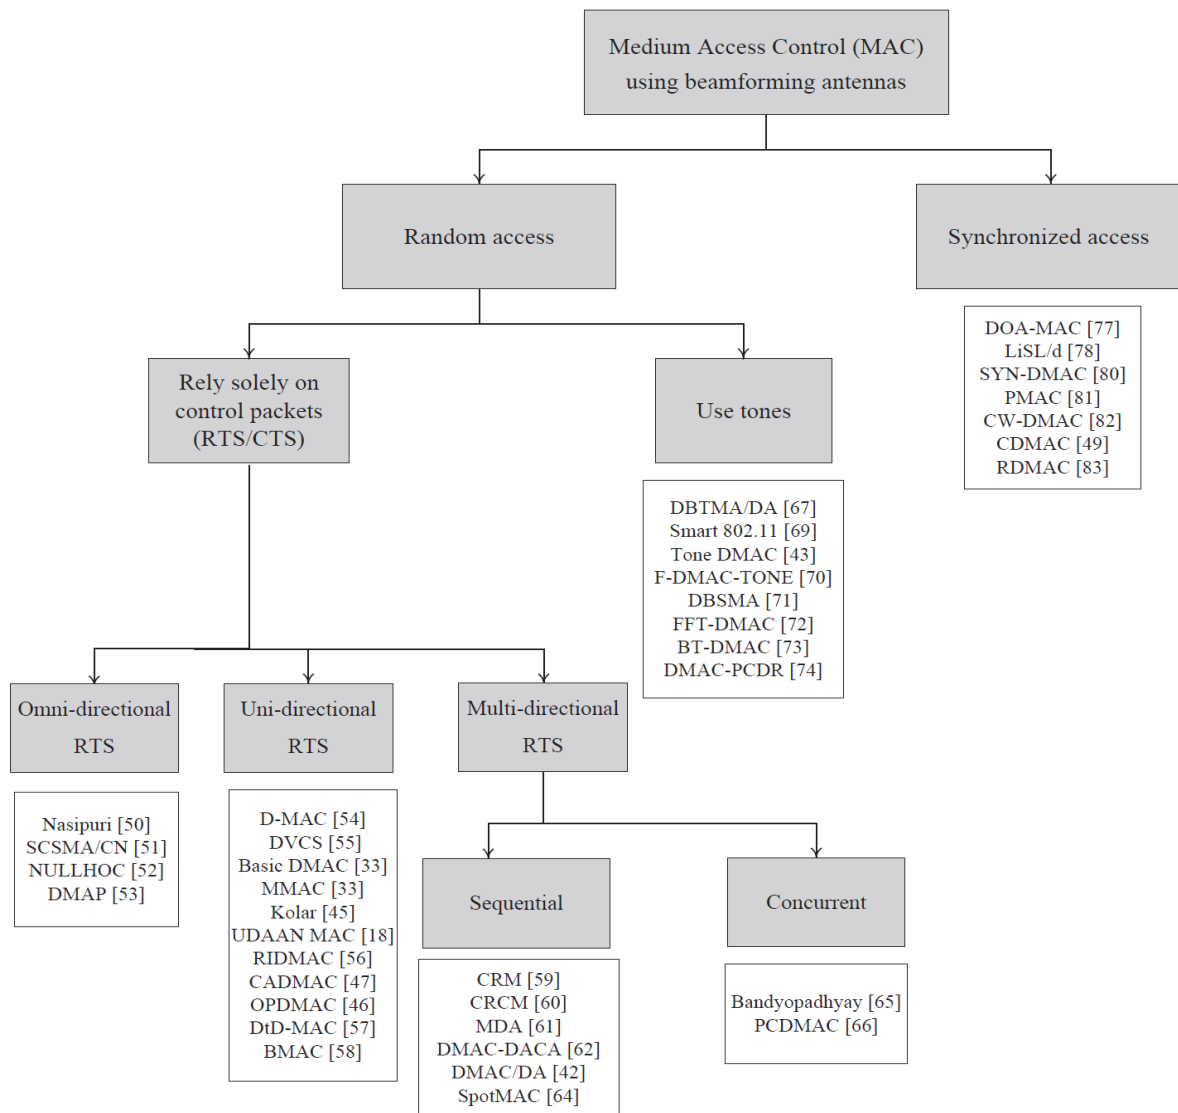 Medium Access Control (MAC)
using beamforming antennas
Random access
Synchronized access
DOA-MAC [77]
LiSL/d [78]
SYN-DMAC [80]
PMAC [81]
CW-DMAC [82]
CDMAC [49]
RDMAC [83]
Rely solely on
control packets
(RTS/CTS)
Use tones
DBTMA/DA [67]
Smart 802.11 [69]
Tone DMAC [43]
F-DMAC-TONE [70]
DBSMA [71]
FFT-DMAC [72]
BT-DMAC [73]
DMAC-PCDR [74]
Omni-directional
RTS
Uni-directional
RTS
Multi-directional
RTS
Nasipuri [50]
SCSMA/CN [51]
NULLHOC [52]
DMAP [53]
D-MAC [54]
DVCS [55]
Basic DMAC [33]
MMAC [33]
Kolar [45]
UDAAN MAC [18]
RIDMAC [56]
CADMAC [47]
OPDMAC [46]
DtD-MAC [57]
BMAC [58]
Sequential
Concurrent
CRM [59]
CRCM [60]
MDA [61]
DMAC-DACA [62]
DMAC/DA [42]
SpotMAC [64]
Bandyopadhyay [65]
PCDMAC [66]